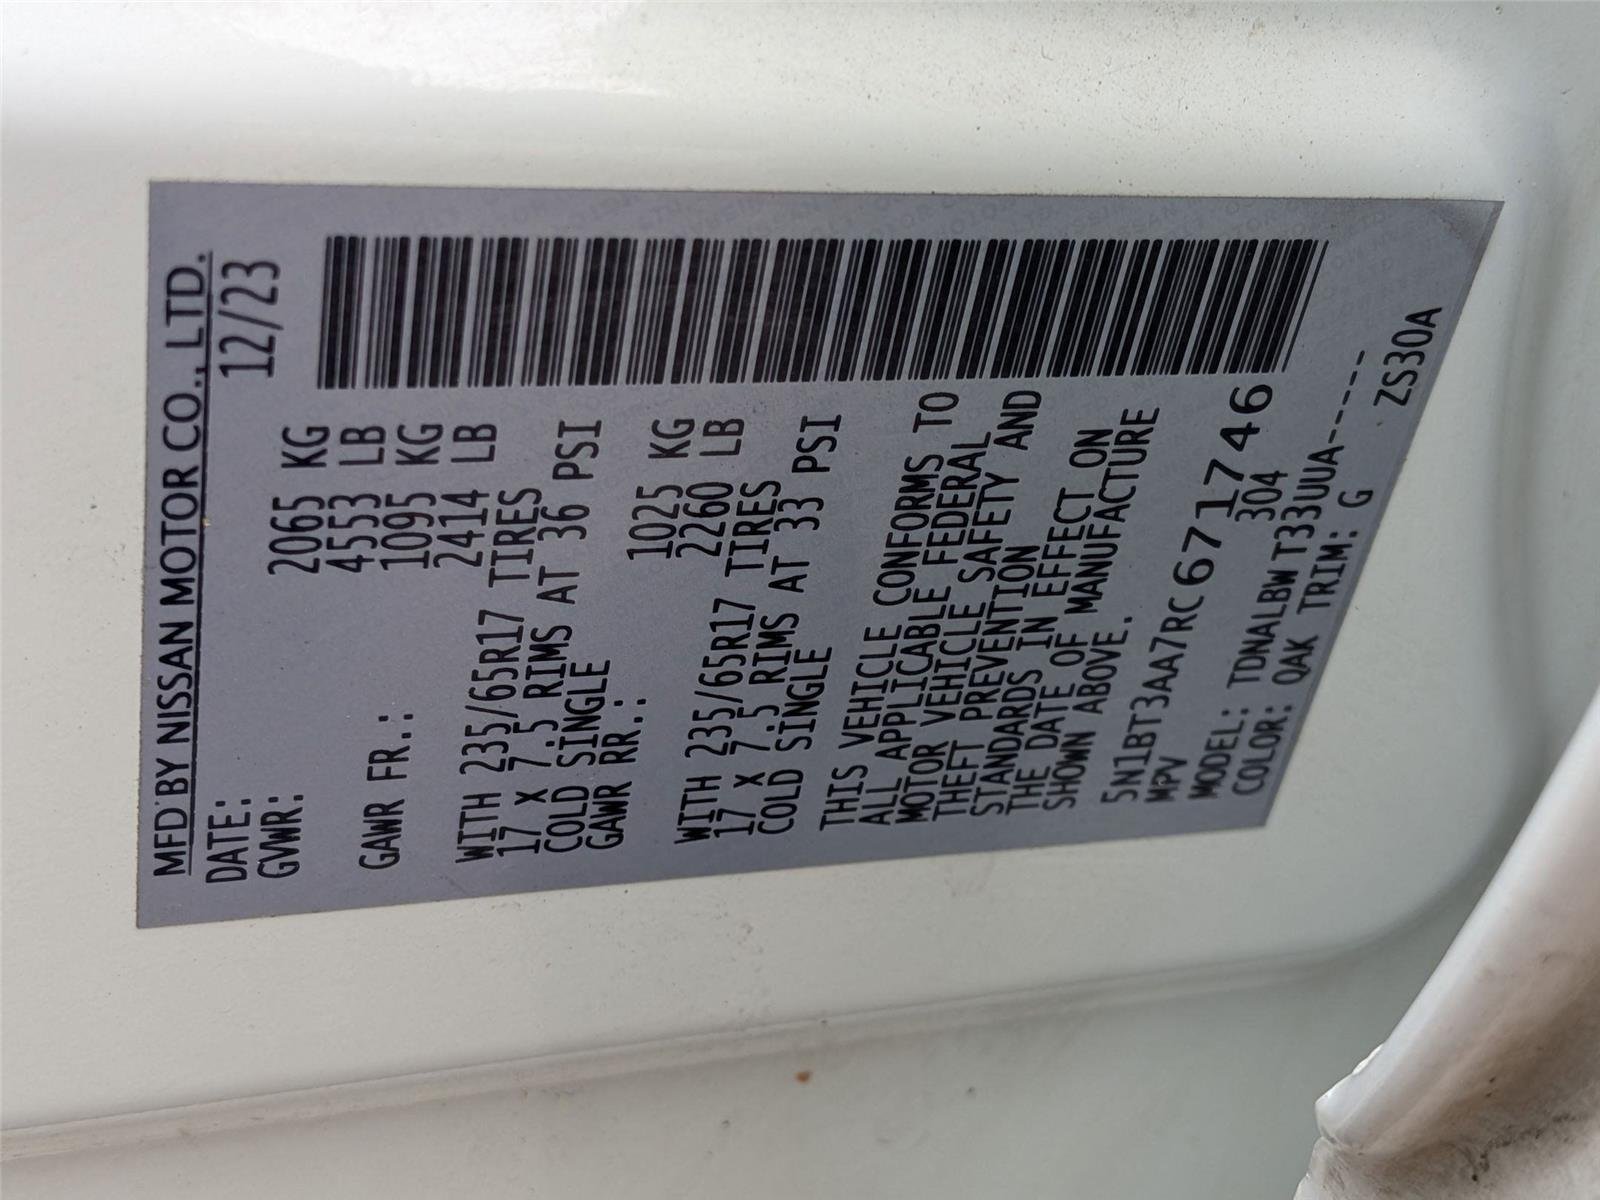 MFD BY NISSAN MOTOR CO., LTD.
DATE: 12/23
GVWR: 2065 KG
4553 LB
GAWR FR.: 1095 KG
2414 LB
WITH 235/65R17 TIRES
17 X 7.5 RIMS AT 36 PSI
COLD SINGLE
GAWR RR.: 1025 KG
2260 LB
WITH 235/65R17 TIRES
17 X 7.5 RIMS AT 33 PSI
COLD SINGLE
THIS VEHICLE CONFORMS TO
ALL APPLICABLE FEDERAL
MOTOR VEHICLE SAFETY AND
THEFT PREVENTION
STANDARDS IN EFFECT ON
THE DATE OF MANUFACTURE
SHOWN ABOVE.
5N1BT3AA7RC671746
MPV 304
MODEL: TDNALBW T33UUA-----
COLOR: QAK TRIM: G ZS30A